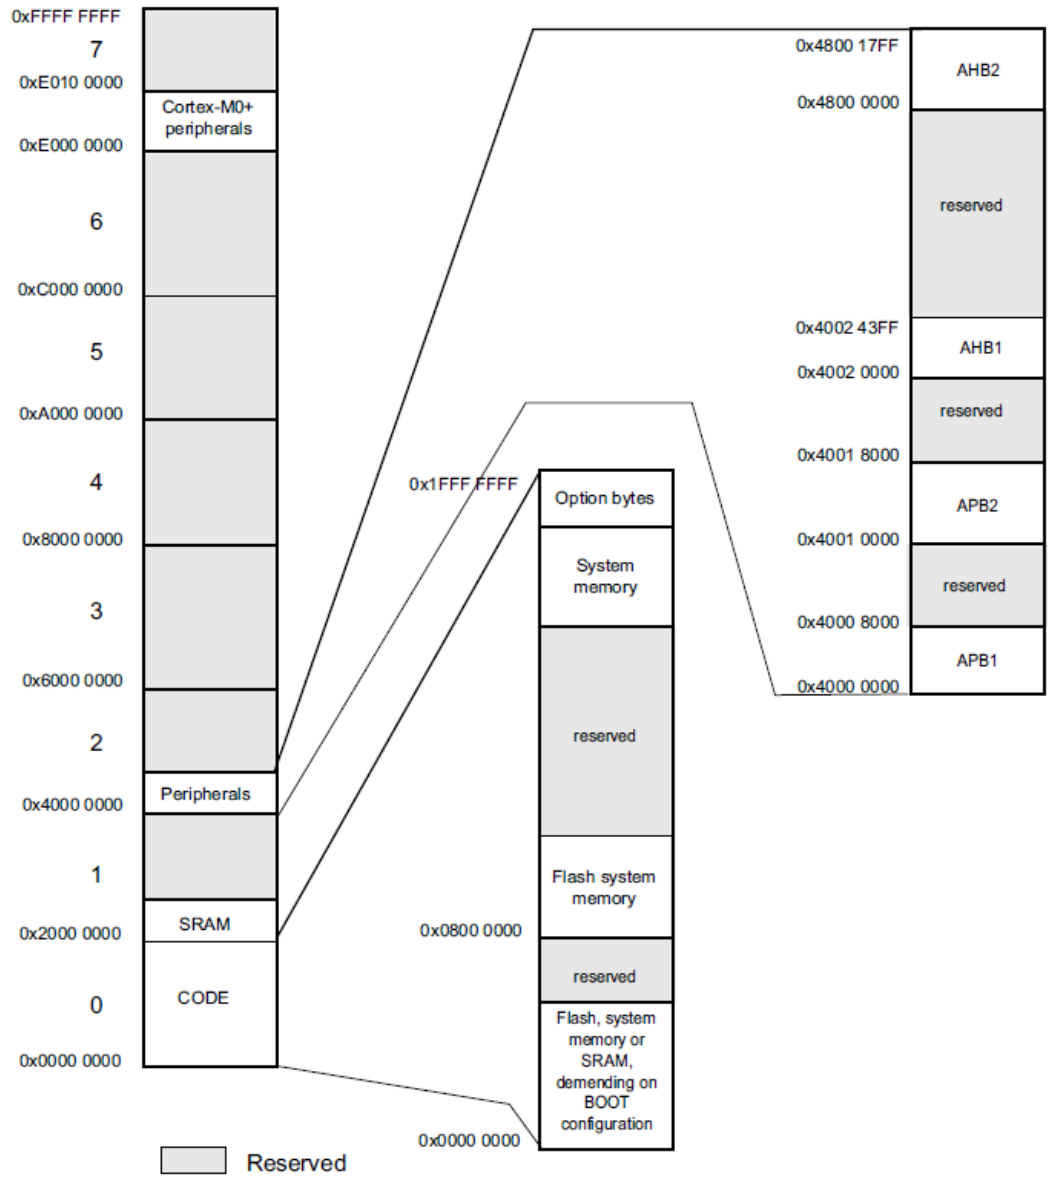 0xFFFF FFFF
7
0xE010 0000
Cortex-M0+
peripherals
0xE000 0000
6
0xC000 0000
5
0xA000 0000
4
0x8000 0000
3
0x6000 0000
2
Peripherals
0x4000 0000
1
SRAM
0x2000 0000
CODE
0
0x0000 0000
Reserved
0x1FFF FFFF
Option bytes
System
memory
reserved
Flash system
memory
0x0800 0000
reserved
Flash, system
memory or
SRAM,
demending on
BOOT
configuration
0x0000 0000
0x4800 17FF
AHB2
0x4800 0000
reserved
0x4002 43FF
AHB1
0x4002 0000
reserved
0x4001 8000
APB2
0x4001 0000
reserved
0x4000 8000
APB1
0x4000 0000